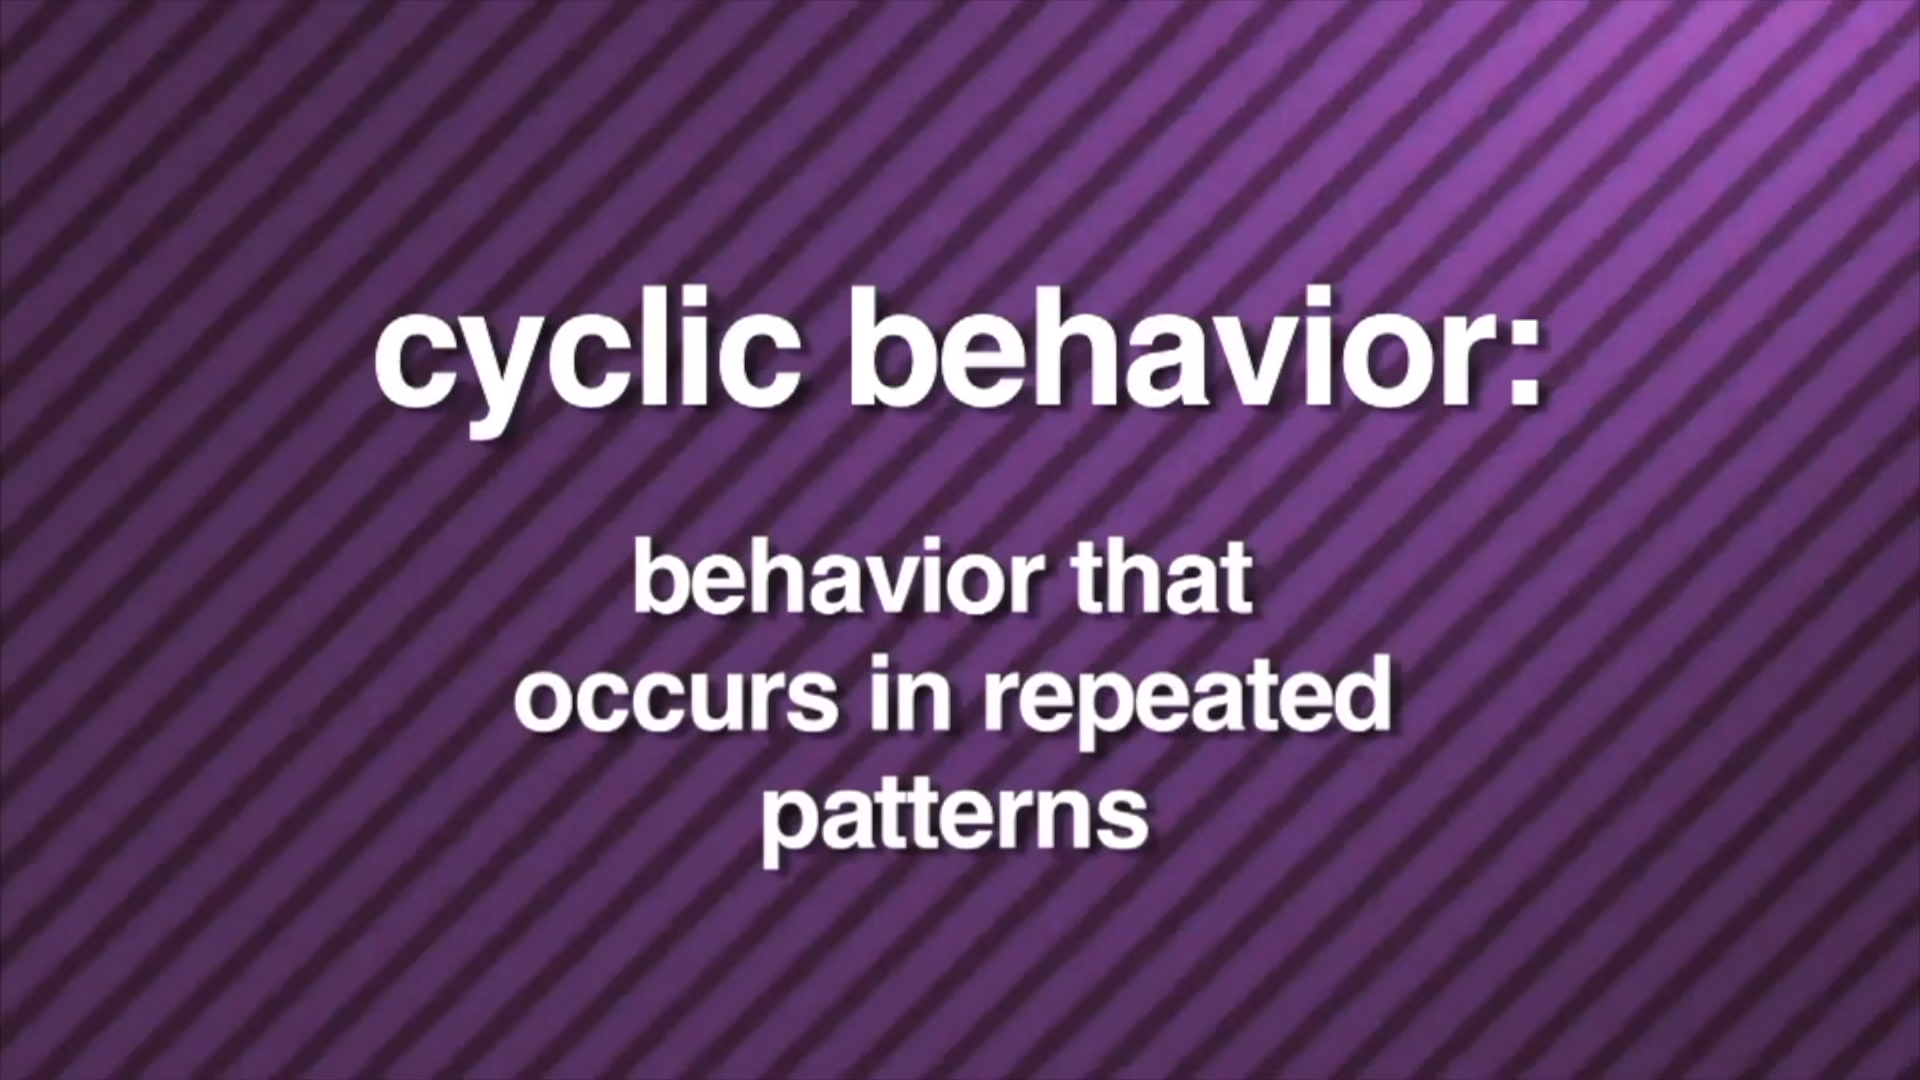 cyclic behavior:
behavior that
occurs in repeated
patterns